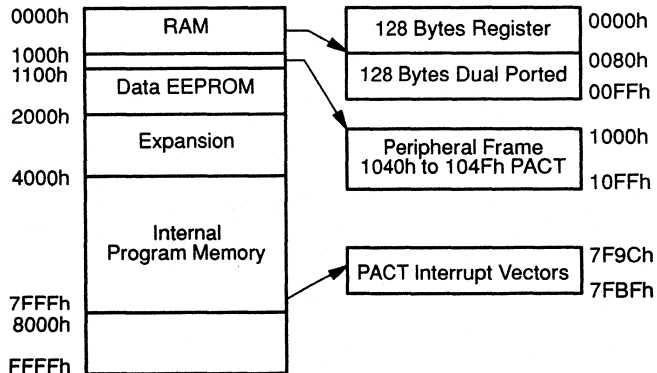 0000h
RAM
1000h
1100h
Data EEPROM
2000h
Expansion
4000h
Internal
Program Memory
7FFFh
8000h
FFFFh
128 Bytes Register
0000h
0080h
128 Bytes Dual Ported
00FFh
Peripheral Frame
1040h to 104Fh PACT
1000h
10FFh
PACT Interrupt Vectors
7F9Ch
7FBFh